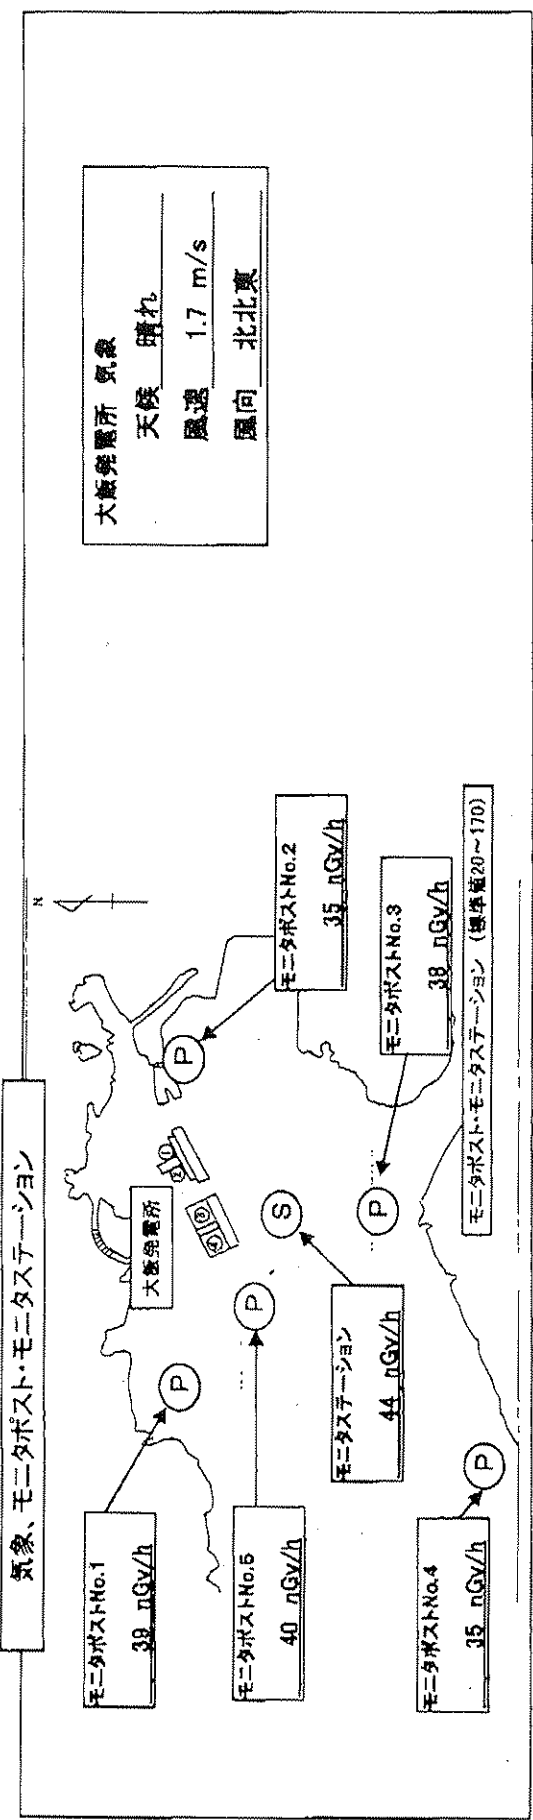 気象、モニタポスト・モニタステーション
N
大飯発電所 気象
天候 晴れ
風速 1.7 m/s
風向 北北東
モニタポストNo.1
39 nGy/h
大飯発電所
①
②
③
④
P
P
モニタポストNo.2
35 nGy/h
モニタポストNo.5
40 nGy/h
P
S
モニタステーション
44 nGy/h
P
モニタポストNo.3
38 nGy/h
モニタポストNo.4
35 nGy/h
P
モニタポスト・モニタステーション (標準値20~170)